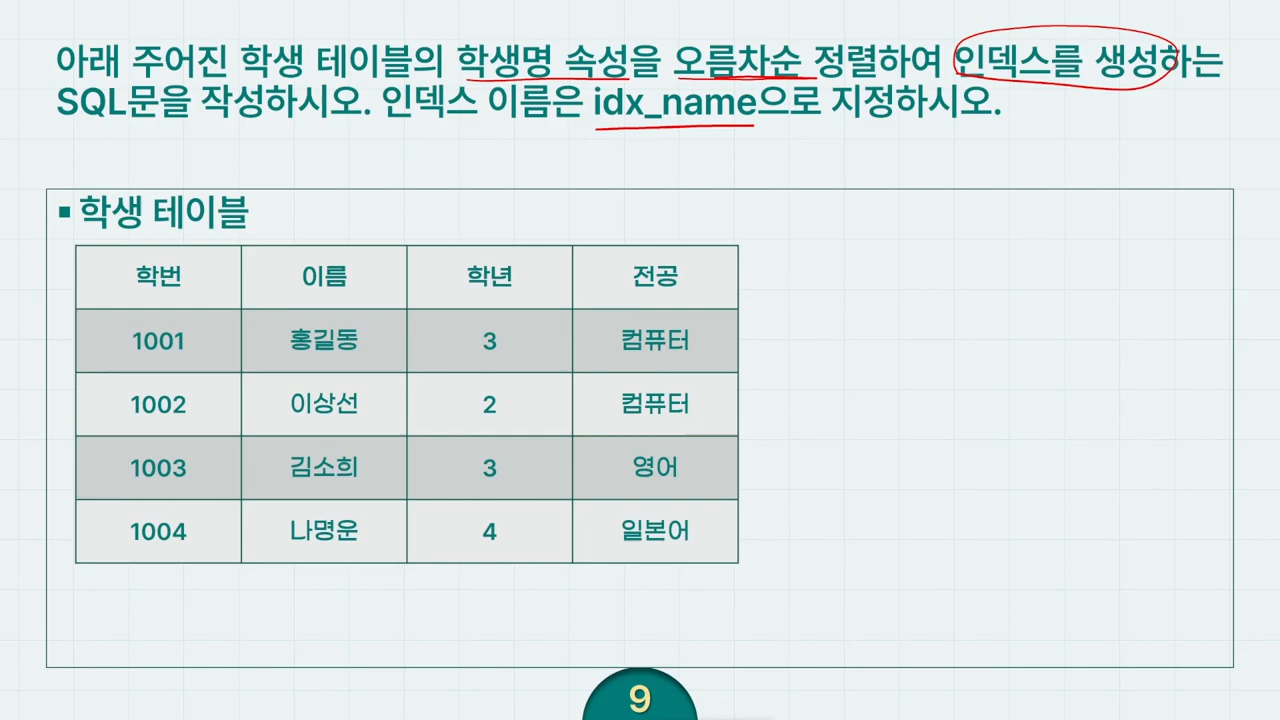 아래 주어진 학생 테이블의 학생명 속성을 오름차순 정렬하여 인덱스를 생성하는
SQL문을 작성하시오. 인덱스 이름은 idx_name으로 지정하시오.
▪ 학생 테이블
학번 이름 학년 전공
1001 홍길동 3 컴퓨터
1002 이상선 2 컴퓨터
1003 김소희 3 영어
1004 나명운 4 일본어
9